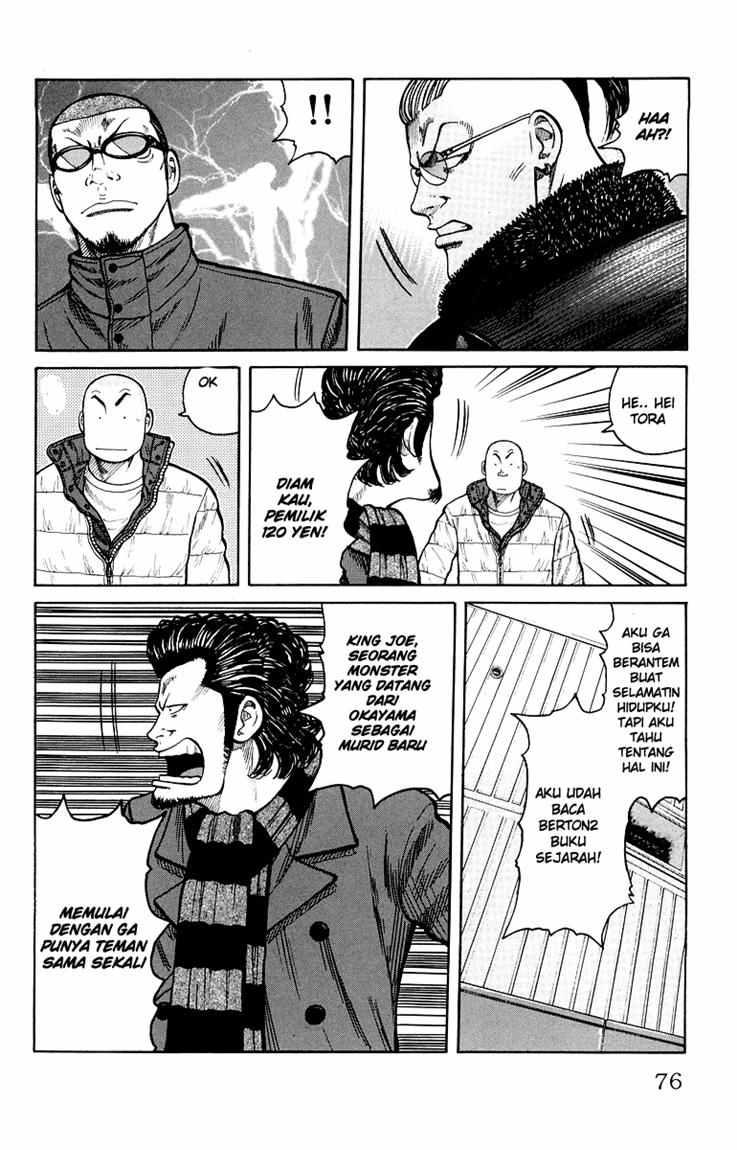 HAA
AH?!
!!
HE.. HEI
TORA
DIAM
KAU,
PEMILIK
120 YEN!
OK
AKU GA
BISA
BERANTEM
BUAT
SELAMATIN
HIDUPKU!
TAPI AKU
TAHU
TENTANG
HAL INI!
AKU UDAH
BACA
BERTON2
BUKU
SEJARAH!
KING JOE,
SEORANG
MONSTER
YANG DATANG
DARI
OKAYAMA
SEBAGAI
MURID BARU
MEMULAI
DENGAN GA
PUNYA TEMAN
SAMA SEKALI
76